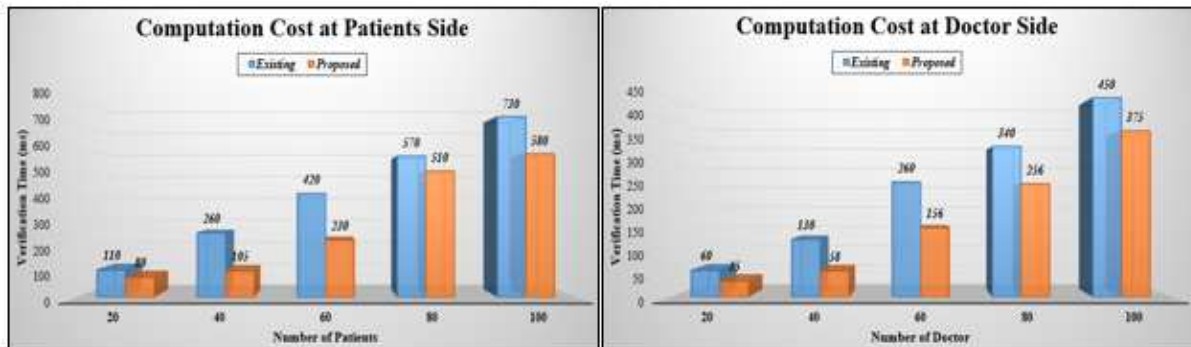 Computation Cost at Patients Side
Existing Proposed
800
700
600
500
400
300
200
100
0
Verification Time (ms)
110
260 105
420 230
570 510
730 580
20 40 60 80 100
Number of Patients
Computation Cost at Doctor Side
Existing Proposed
450
400
350
300
250
200
150
100
50
0
Verification Time (ms)
60
130 58
260 156
340 256
450 375
20 40 60 80 100
Number of Doctor